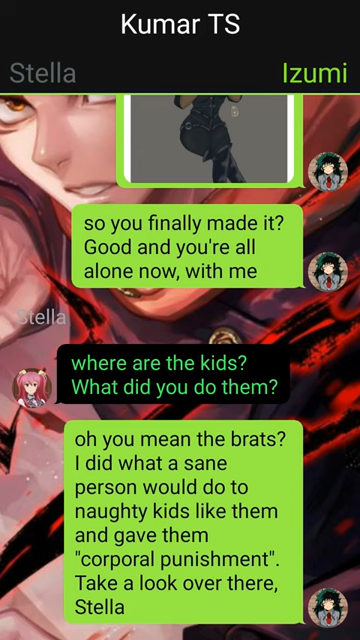 Kumar TS
Stella
Izumi
so you finally made it?
Good and you're all
alone now, with me
Stella
where are the kids?
What did you do them?
oh you mean the brats?
I did what a sane
person would do to
naughty kids like them
and gave them
"corporal punishment".
Take a look over there,
Stella